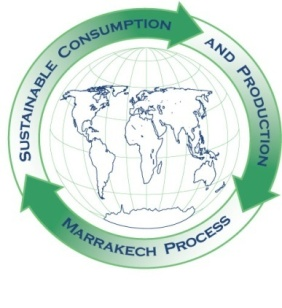 SUSTAINABLE CONSUMPTION
AND PRODUCTION
MARRAKECH PROCESS